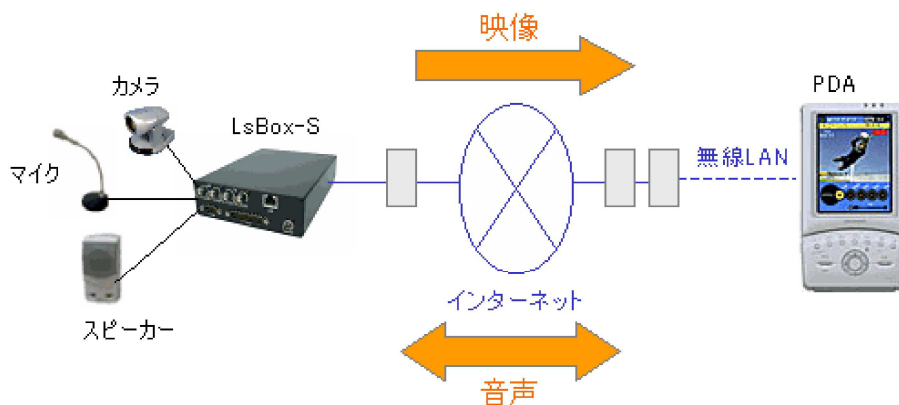 映像
カメラ
LsBox-S
PDA
マイク
無線LAN
スピーカー
インターネット
音声